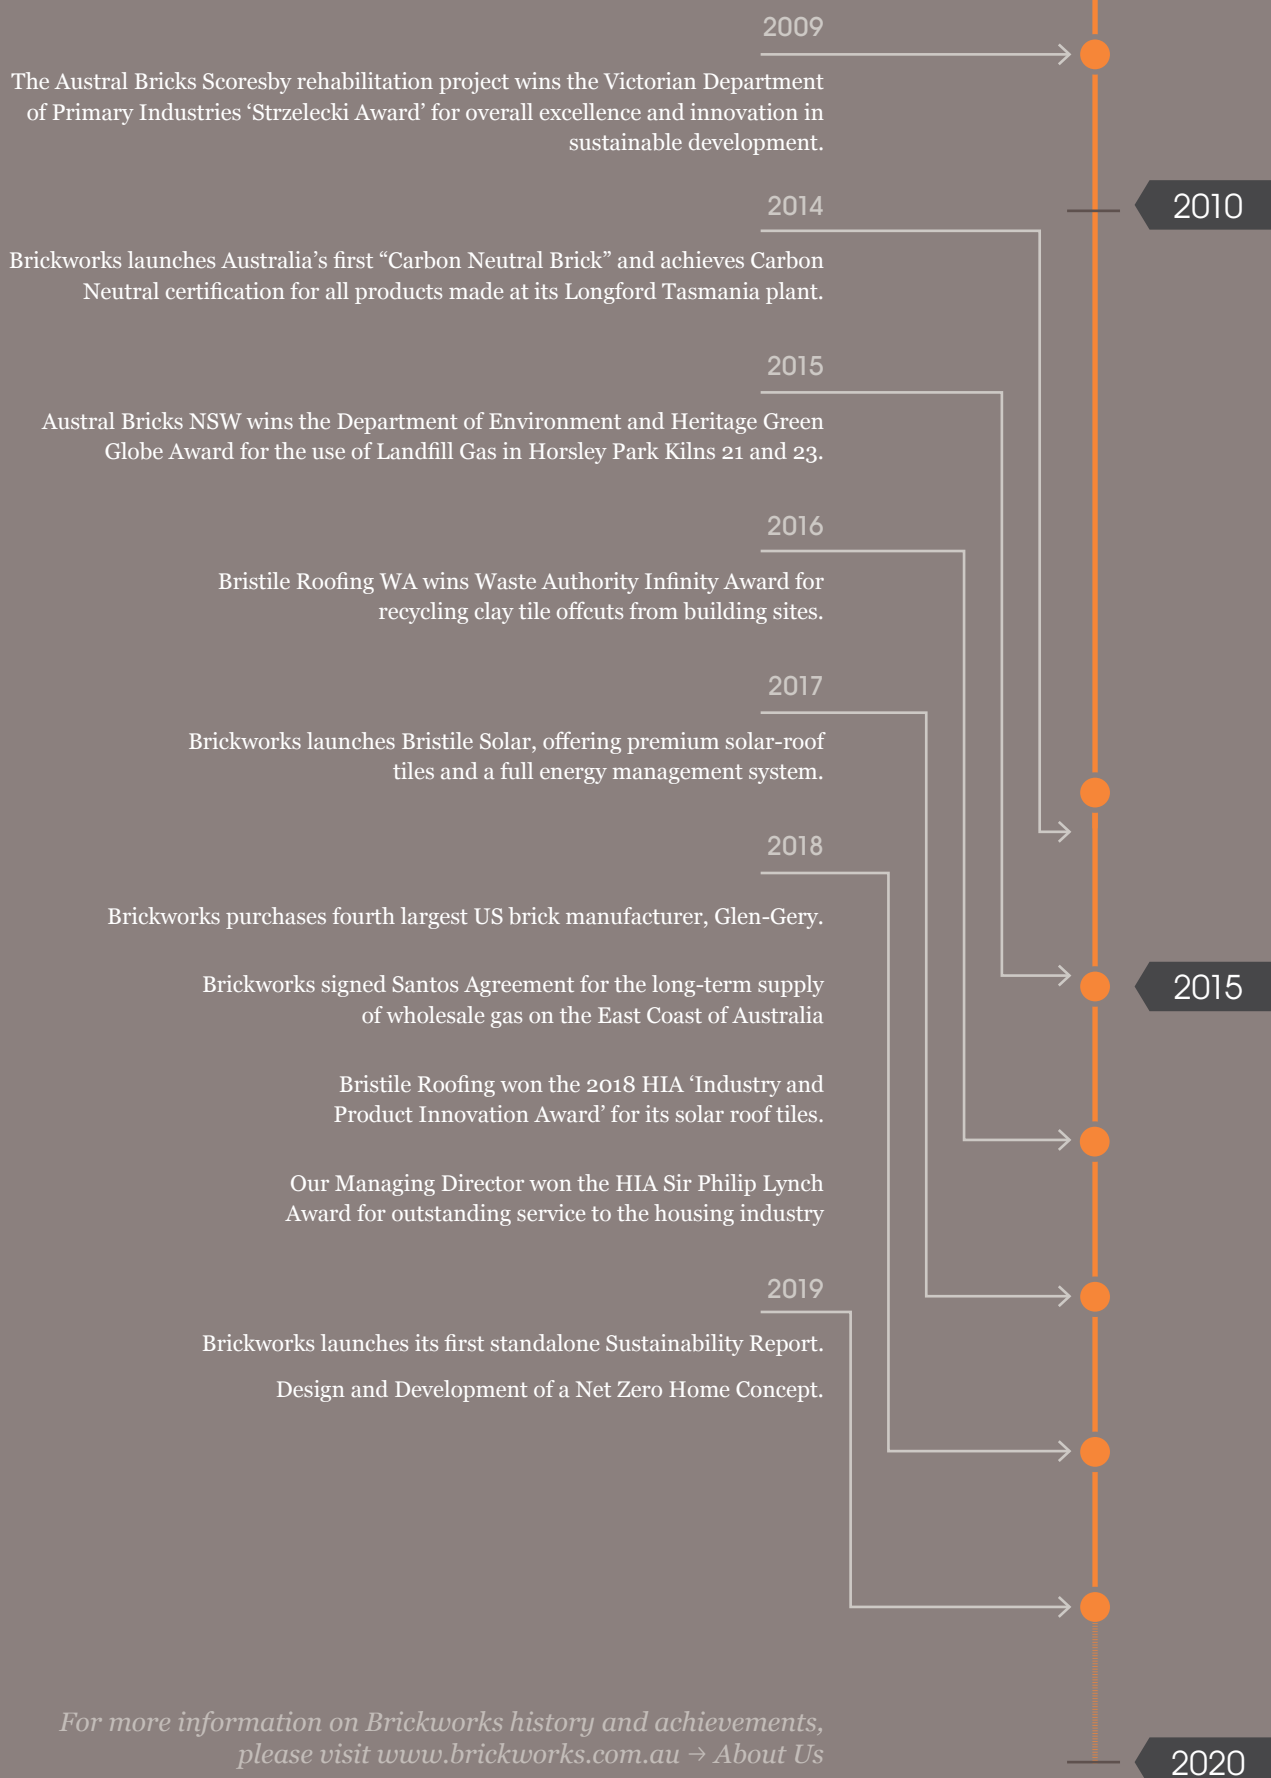 2009
The Austral Bricks Scoresby rehabilitation project wins the Victorian Department
of Primary Industries ‘Strzelecki Award’ for overall excellence and innovation in
sustainable development.
2010
2014
Brickworks launches Australia’s first “Carbon Neutral Brick” and achieves Carbon
Neutral certification for all products made at its Longford Tasmania plant.
2015
Austral Bricks NSW wins the Department of Environment and Heritage Green
Globe Award for the use of Landfill Gas in Horsley Park Kilns 21 and 23.
2016
Bristile Roofing WA wins Waste Authority Infinity Award for
recycling clay tile offcuts from building sites.
2017
Brickworks launches Bristile Solar, offering premium solar-roof
tiles and a full energy management system.
2018
Brickworks purchases fourth largest US brick manufacturer, Glen-Gery.
Brickworks signed Santos Agreement for the long-term supply
of wholesale gas on the East Coast of Australia
2015
Bristile Roofing won the 2018 HIA ‘Industry and
Product Innovation Award’ for its solar roof tiles.
Our Managing Director won the HIA Sir Philip Lynch
Award for outstanding service to the housing industry
2019
Brickworks launches its first standalone Sustainability Report.
Design and Development of a Net Zero Home Concept.
For more information on Brickworks history and achievements,
please visit www.brickworks.com.au → About Us
2020